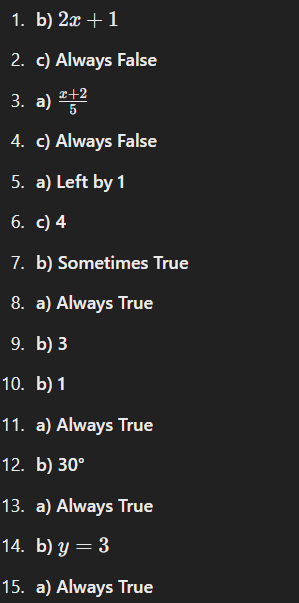 1. b) 2x + 1
2. c) Always False
3. a) \frac{x+2}{5}
4. c) Always False
5. a) Left by 1
6. c) 4
7. b) Sometimes True
8. a) Always True
9. b) 3
10. b) 1
11. a) Always True
12. b) 30°
13. a) Always True
14. b) y = 3
15. a) Always True